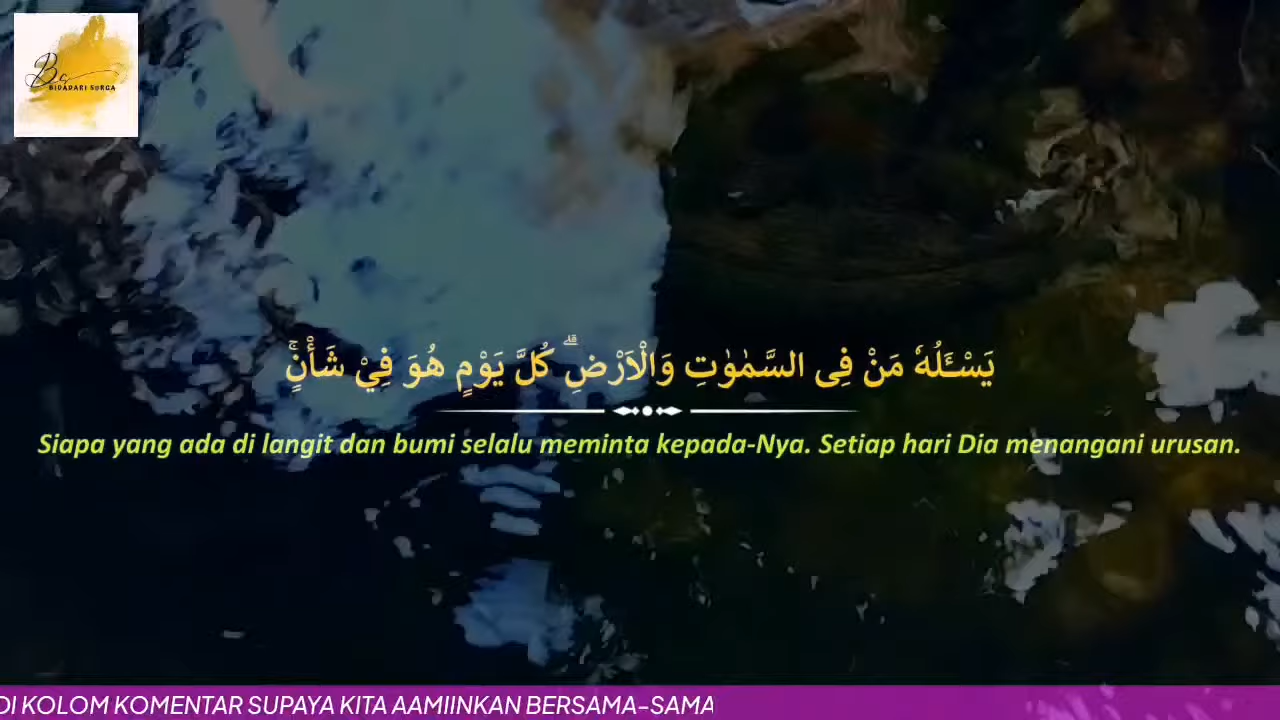 Bs
BIDADARI SURGA
يَسْـَٔلُهٗ مَنْ فِى السَّمٰوٰتِ وَالْاَرْضِۗ كُلَّ يَوْمٍ هُوَ فِيْ شَأْنٍۚ
Siapa yang ada di langit dan bumi selalu meminta kepada-Nya. Setiap hari Dia menangani urusan.
DI KOLOM KOMENTAR SUPAYA KITA AAMIINKAN BERSAMA-SAMA